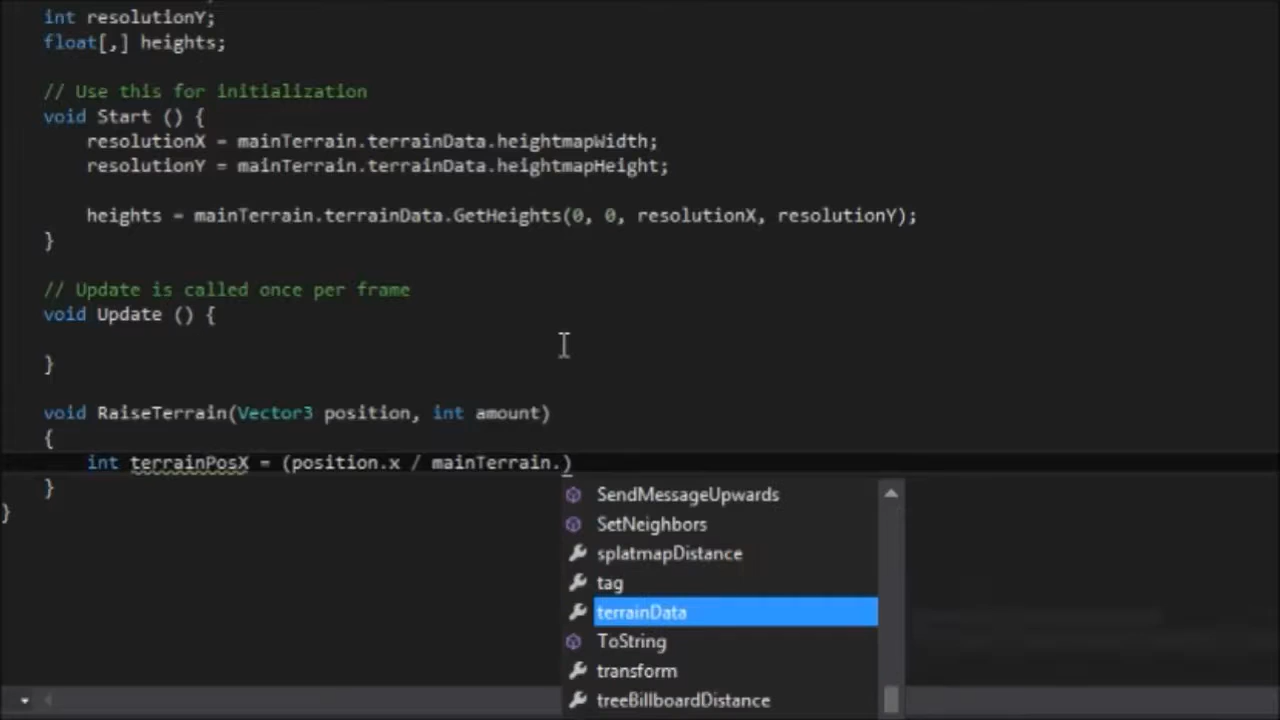 int resolutionY;
float[,] heights;
// Use this for initialization
void Start () {
resolutionX = mainTerrain.terrainData.heightmapWidth;
resolutionY = mainTerrain.terrainData.heightmapHeight;
heights = mainTerrain.terrainData.GetHeights(0, 0, resolutionX, resolutionY);
}
// Update is called once per frame
void Update () {
}
void RaiseTerrain(Vector3 position, int amount)
{
int terrainPosX = (position.x / mainTerrain.)
}
}
SendMessageUpwards
SetNeighbors
splatmapDistance
tag
terrainData
ToString
transform
treeBillboardDistance